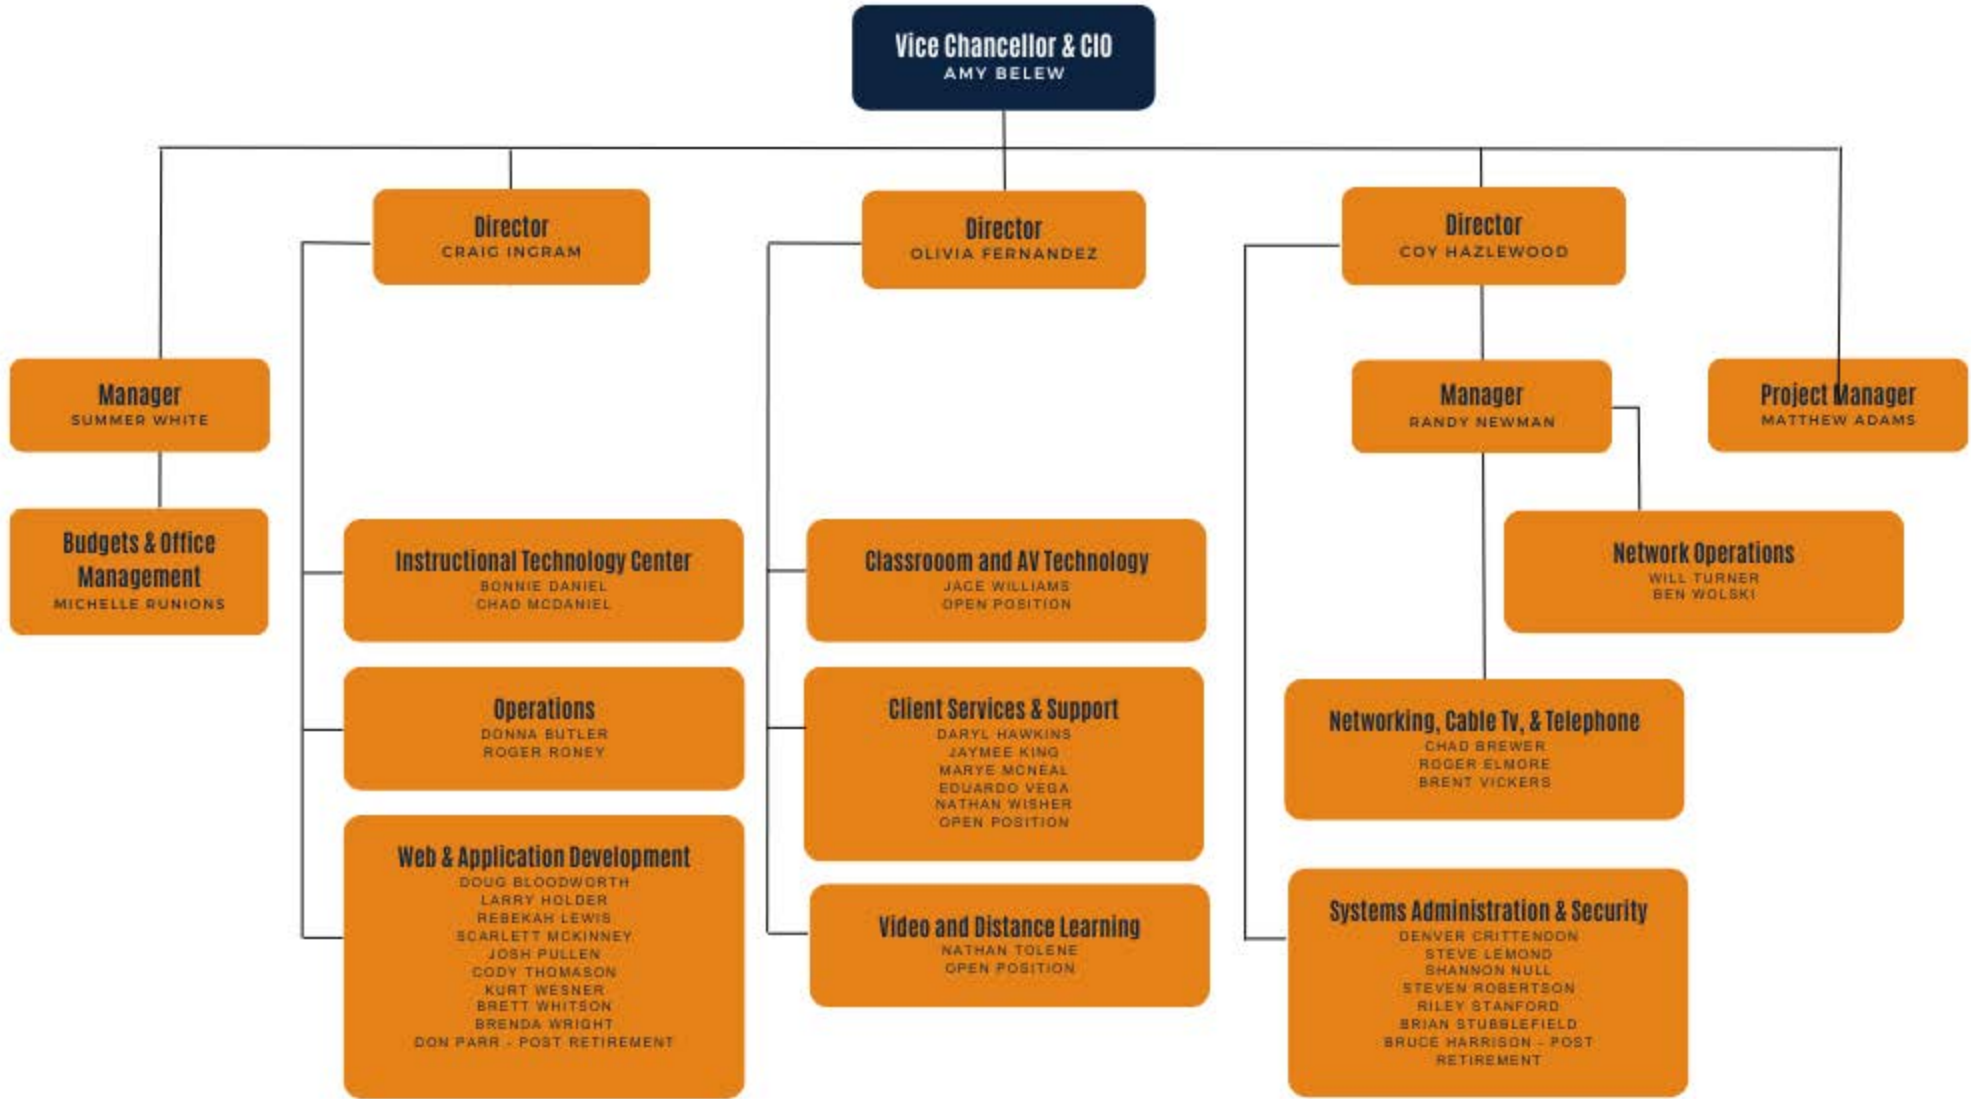 Vice Chancellor & CIO
AMY BELEW
Director
CRAIG INGRAM
Director
OLIVIA FERNANDEZ
Director
COY HAZLEWOOD
Manager
SUMMER WHITE
Manager
RANDY NEWMAN
Project Manager
MATTHEW ADAMS
Budgets & Office
Management
MICHELLE RUNIONS
Instructional Technology Center
BONNIE DANIEL
CHAD MCDANIEL
Classrooom and AV Technology
JACE WILLIAMS
OPEN POSITION
Network Operations
WILL TURNER
BEN WOLSKI
Operations
DONNA BUTLER
ROGER RONEY
Client Services & Support
DARYL HAWKINS
JAYMEE KING
MARYE MCNEAL
EDUARDO VEGA
NATHAN WISHER
OPEN POSITION
Networking, Cable Tv, & Telephone
CHAD BREWER
ROGER ELMORE
BRENT VICKERS
Web & Application Development
DOUG BLOODWORTH
LARRY HOLDER
REBEKAH LEWIS
SCARLETT MCKINNEY
JOSH PULLEN
CODY THOMASON
KURT WESNER
BRETT WHITSON
BRENDA WRIGHT
DON PARR - POST RETIREMENT
Video and Distance Learning
NATHAN TOLENE
OPEN POSITION
Systems Administration & Security
DENVER CRITTENDON
STEVE LEMOND
SHANNON NULL
STEVEN ROBERTSON
RILEY STANFORD
BRIAN STUBBLEFIELD
BRUCE HARRISON - POST
RETIREMENT